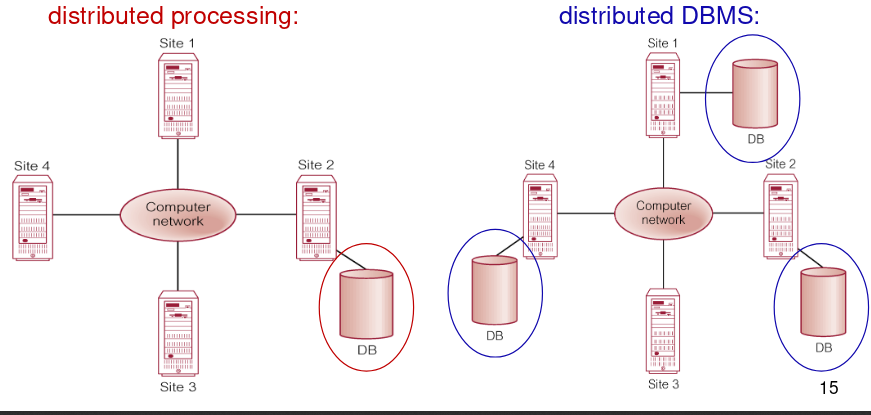 distributed processing:
Site 1
Site 4
Site 2
Computer
network
DB
Site 3
distributed DBMS:
Site 1
DB
Site 4
Site 2
Computer
network
DB
DB
Site 3
15